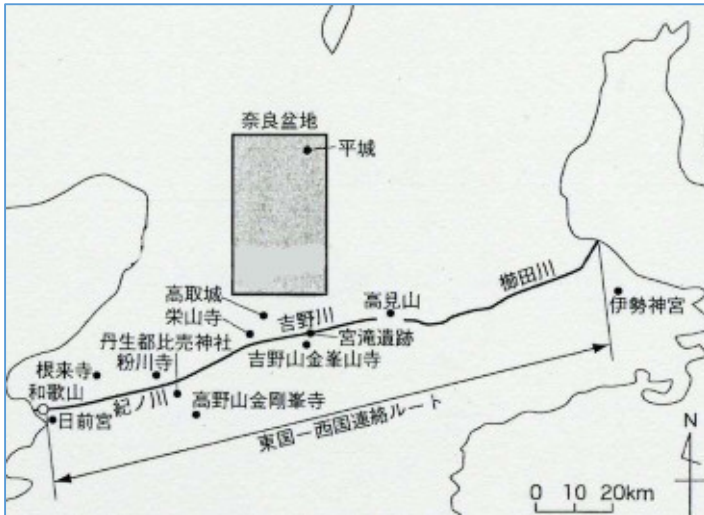 奈良盆地
平城
高取城
栄山寺
吉野川
高見山
櫛田川
伊勢神宮
宮滝遺跡
吉野山金峯山寺
丹生都比売神社
粉川寺
根来寺
和歌山
日前宮
紀ノ川
高野山金剛峯寺
東国ー西国連絡ルート
N
0 10 20km